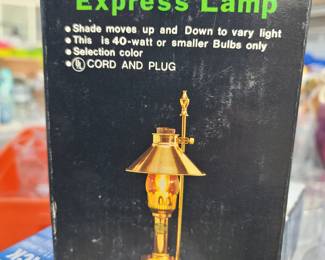 Express Lamp
• Shade moves up and Down to vary light
• This is 40-watt or smaller Bulbs only
• Selection color
• UL CORD AND PLUG